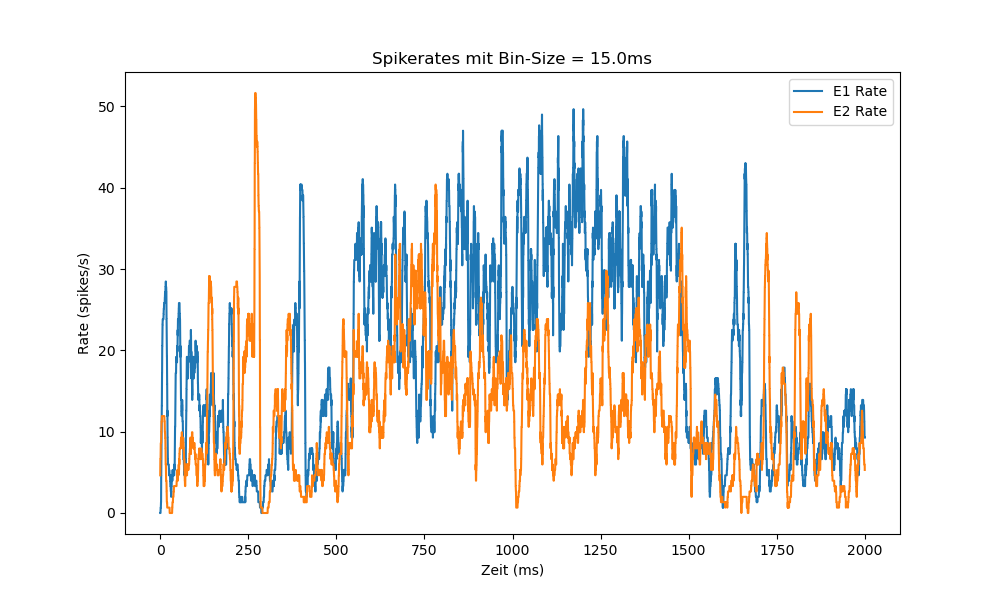 Spikerates mit Bin-Size = 15.0ms
E1 Rate
E2 Rate
Rate (spikes/s)
50
40
30
20
10
0
0 250 500 750 1000 1250 1500 1750 2000
Zeit (ms)